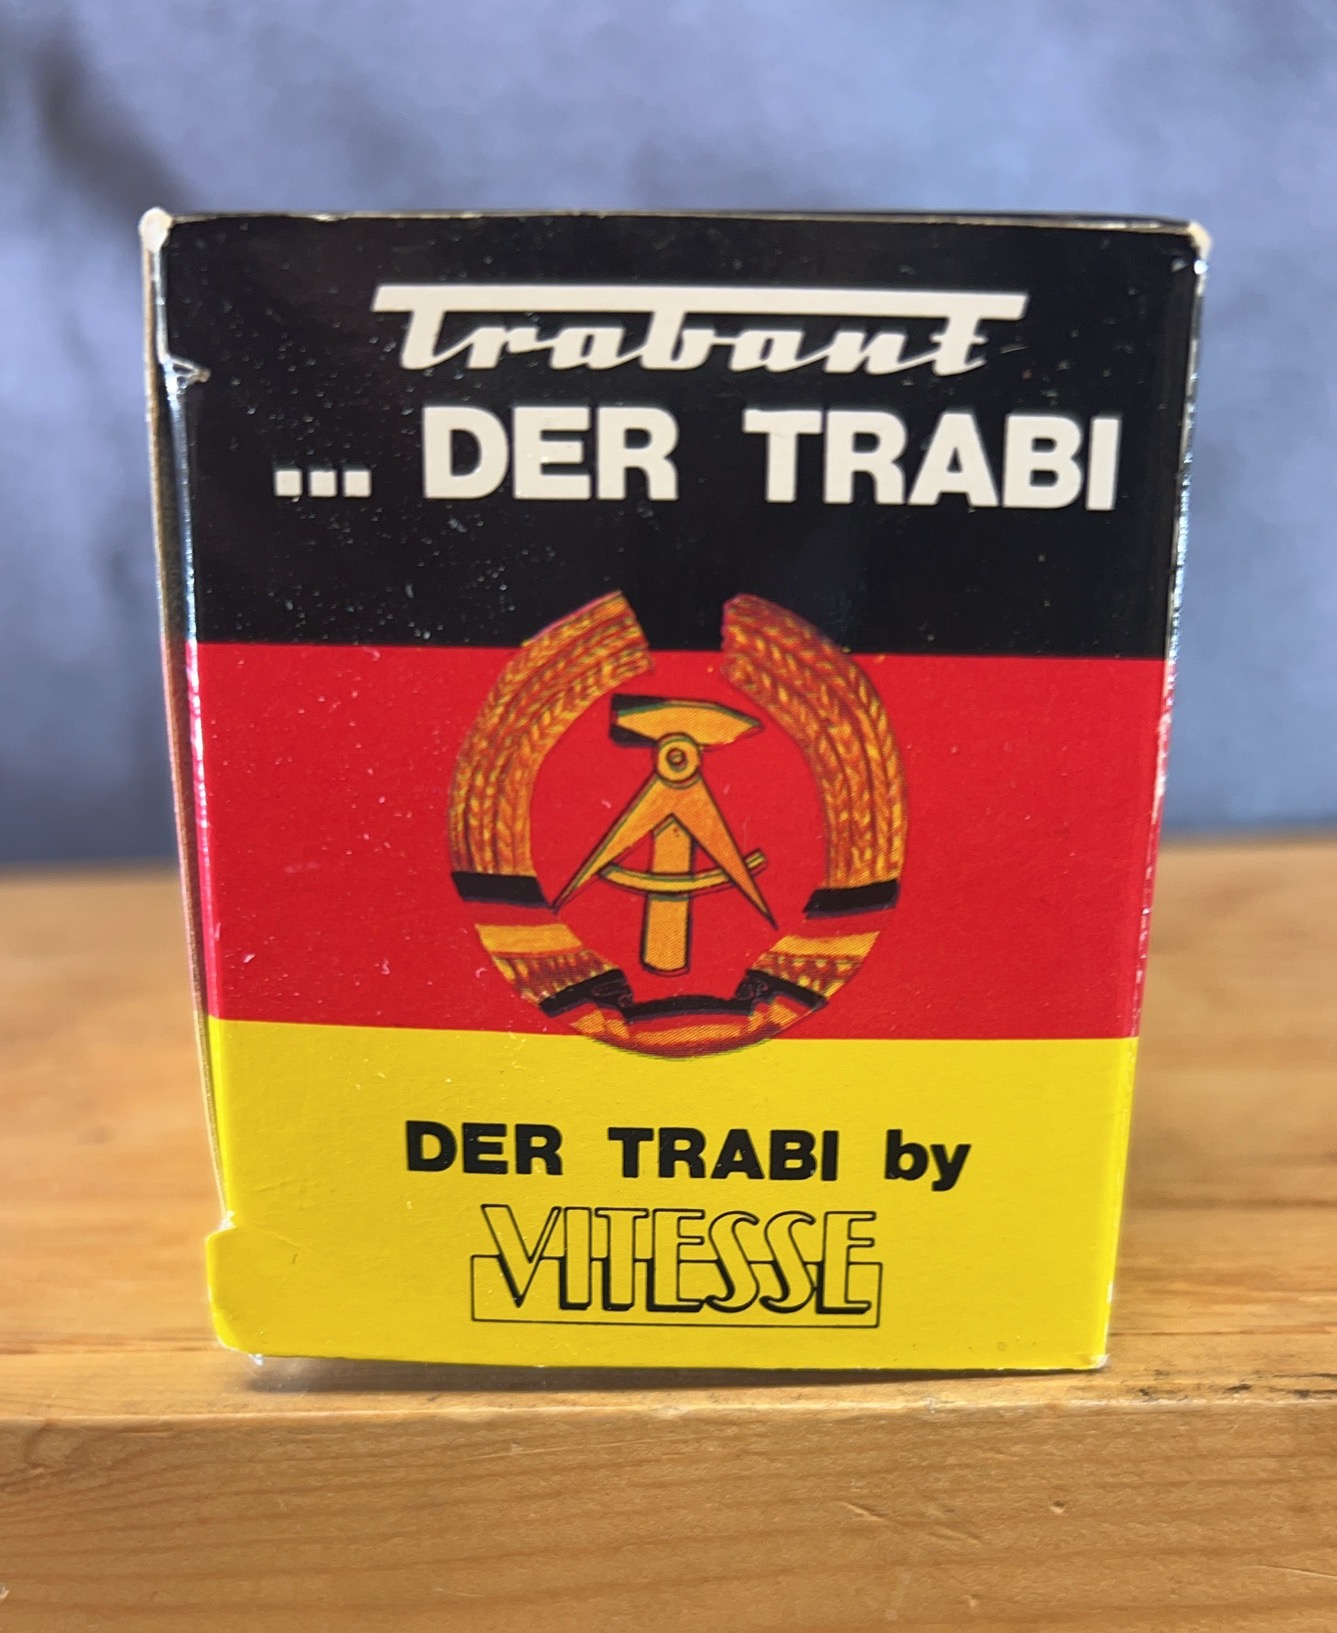 Trabant
... DER TRABI
DER TRABI by
VITESSE